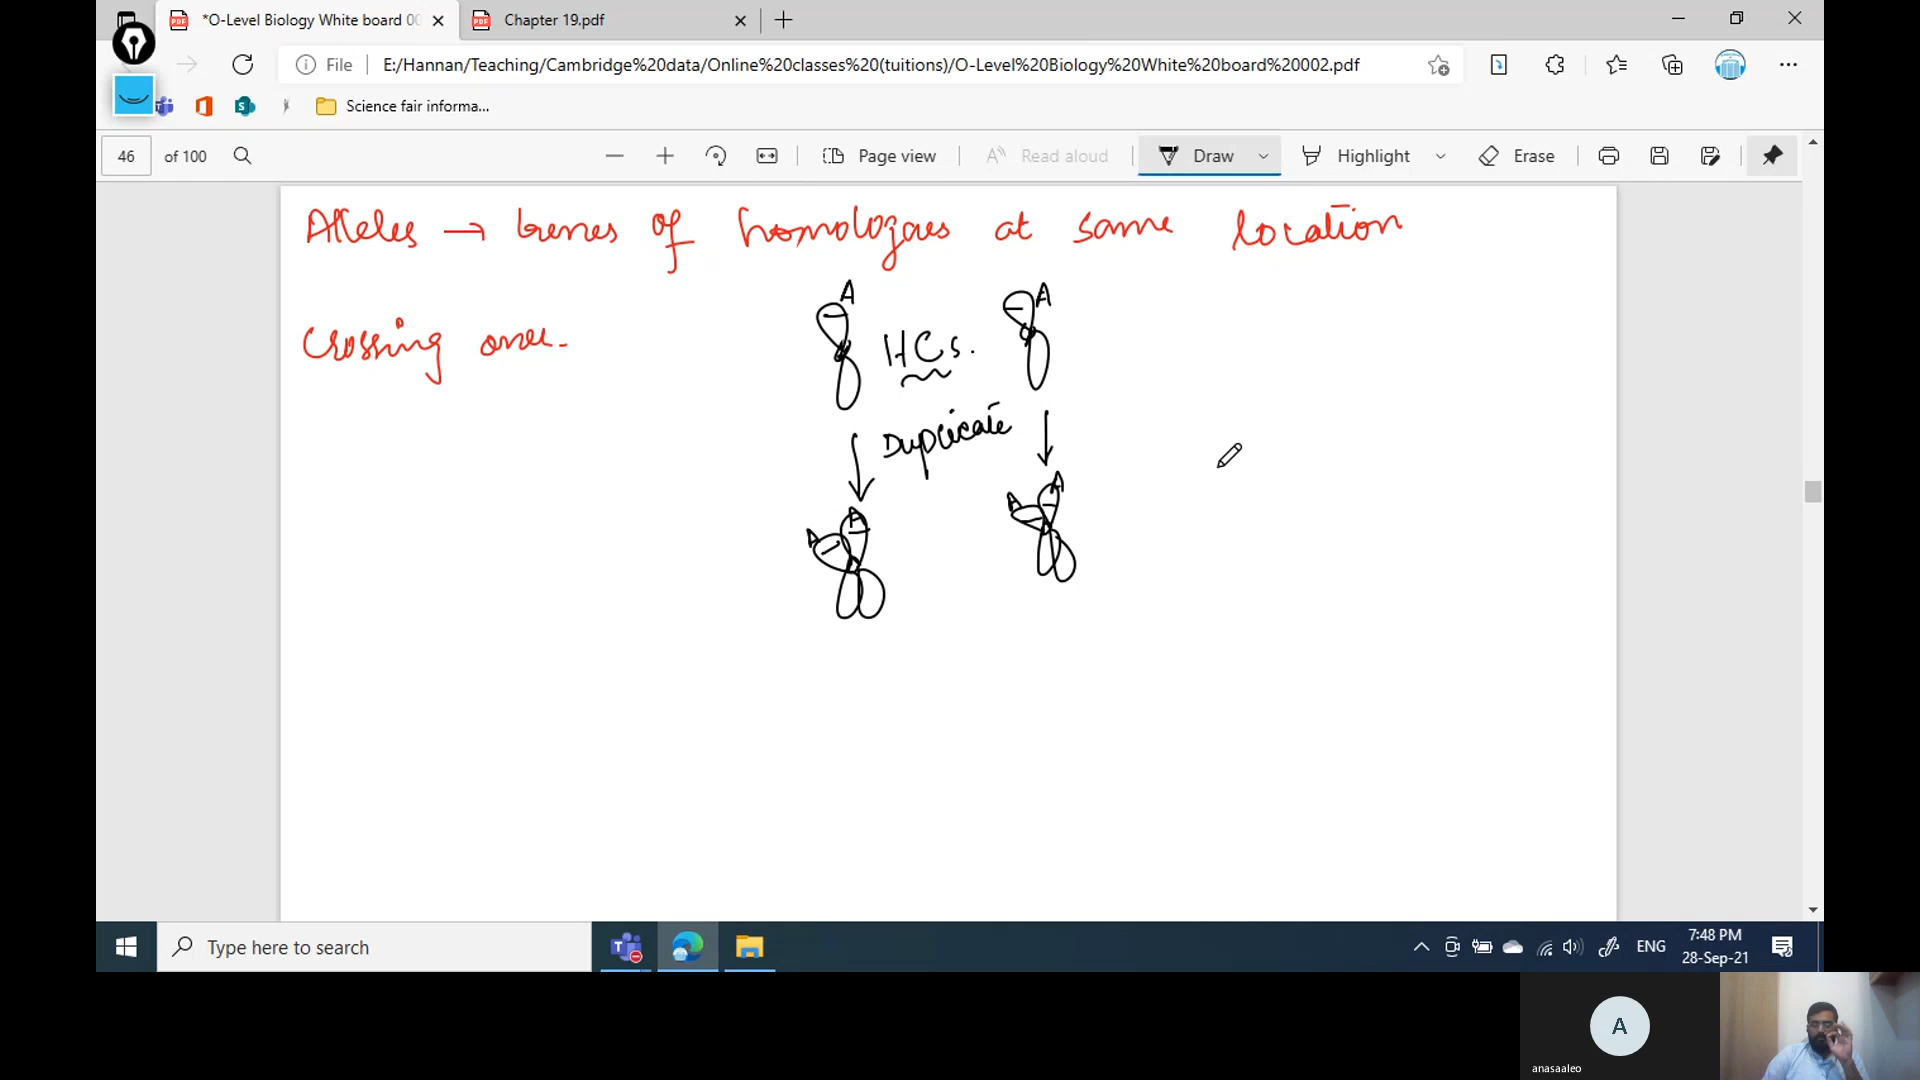 *O-Level Biology White board 00
Chapter 19.pdf
File E:/Hannan/Teaching/Cambridge%20data/Online%20classes%20(tuitions)/O-Level%20Biology%20White%20board%20002.pdf
Science fair informa...
46 of 100
Page view
Read aloud
Draw
Highlight
Erase
Alleles → Genes of homologues at same location
A A
Crossing over.
HCs.
Duplicate
A A
A A
Type here to search
ENG
7:48 PM
28-Sep-21
A
anasaaleo